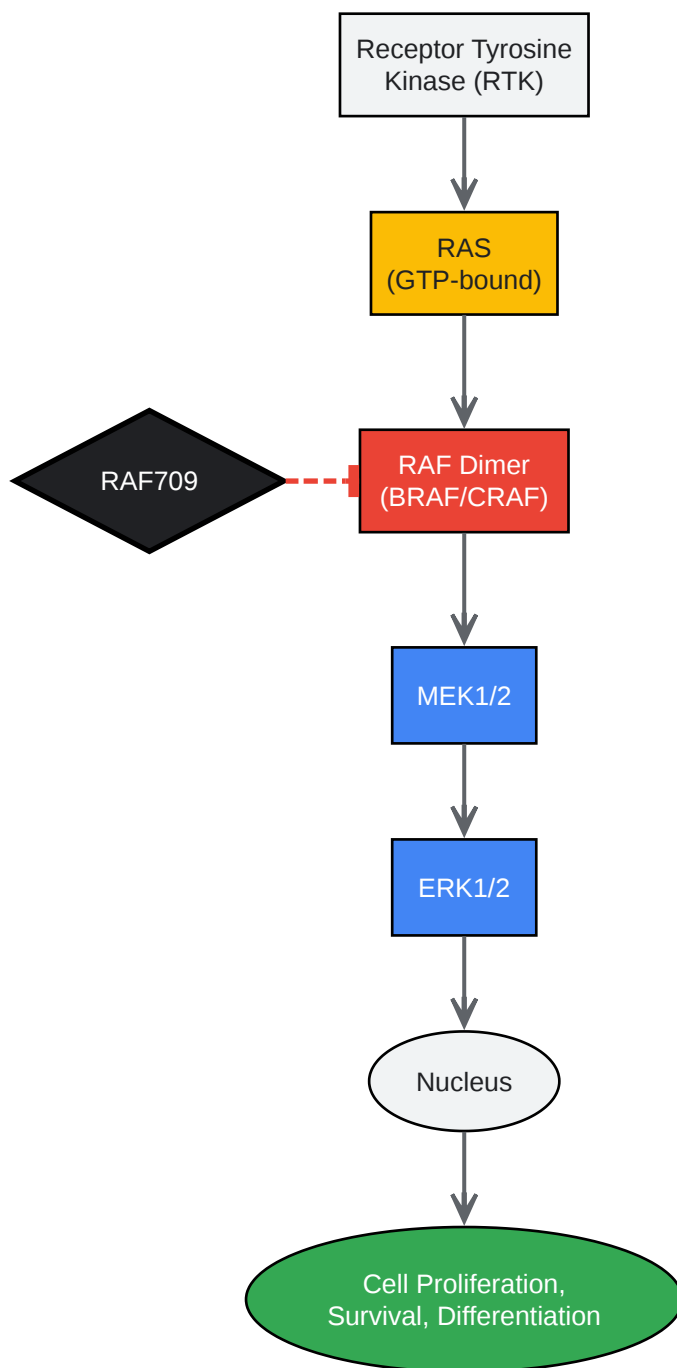 Receptor Tyrosine
Kinase (RTK)
RAS
(GTP-bound)
RAF709
RAF Dimer
(BRAF/CRAF)
MEK1/2
ERK1/2
Nucleus
Cell Proliferation,
Survival, Differentiation